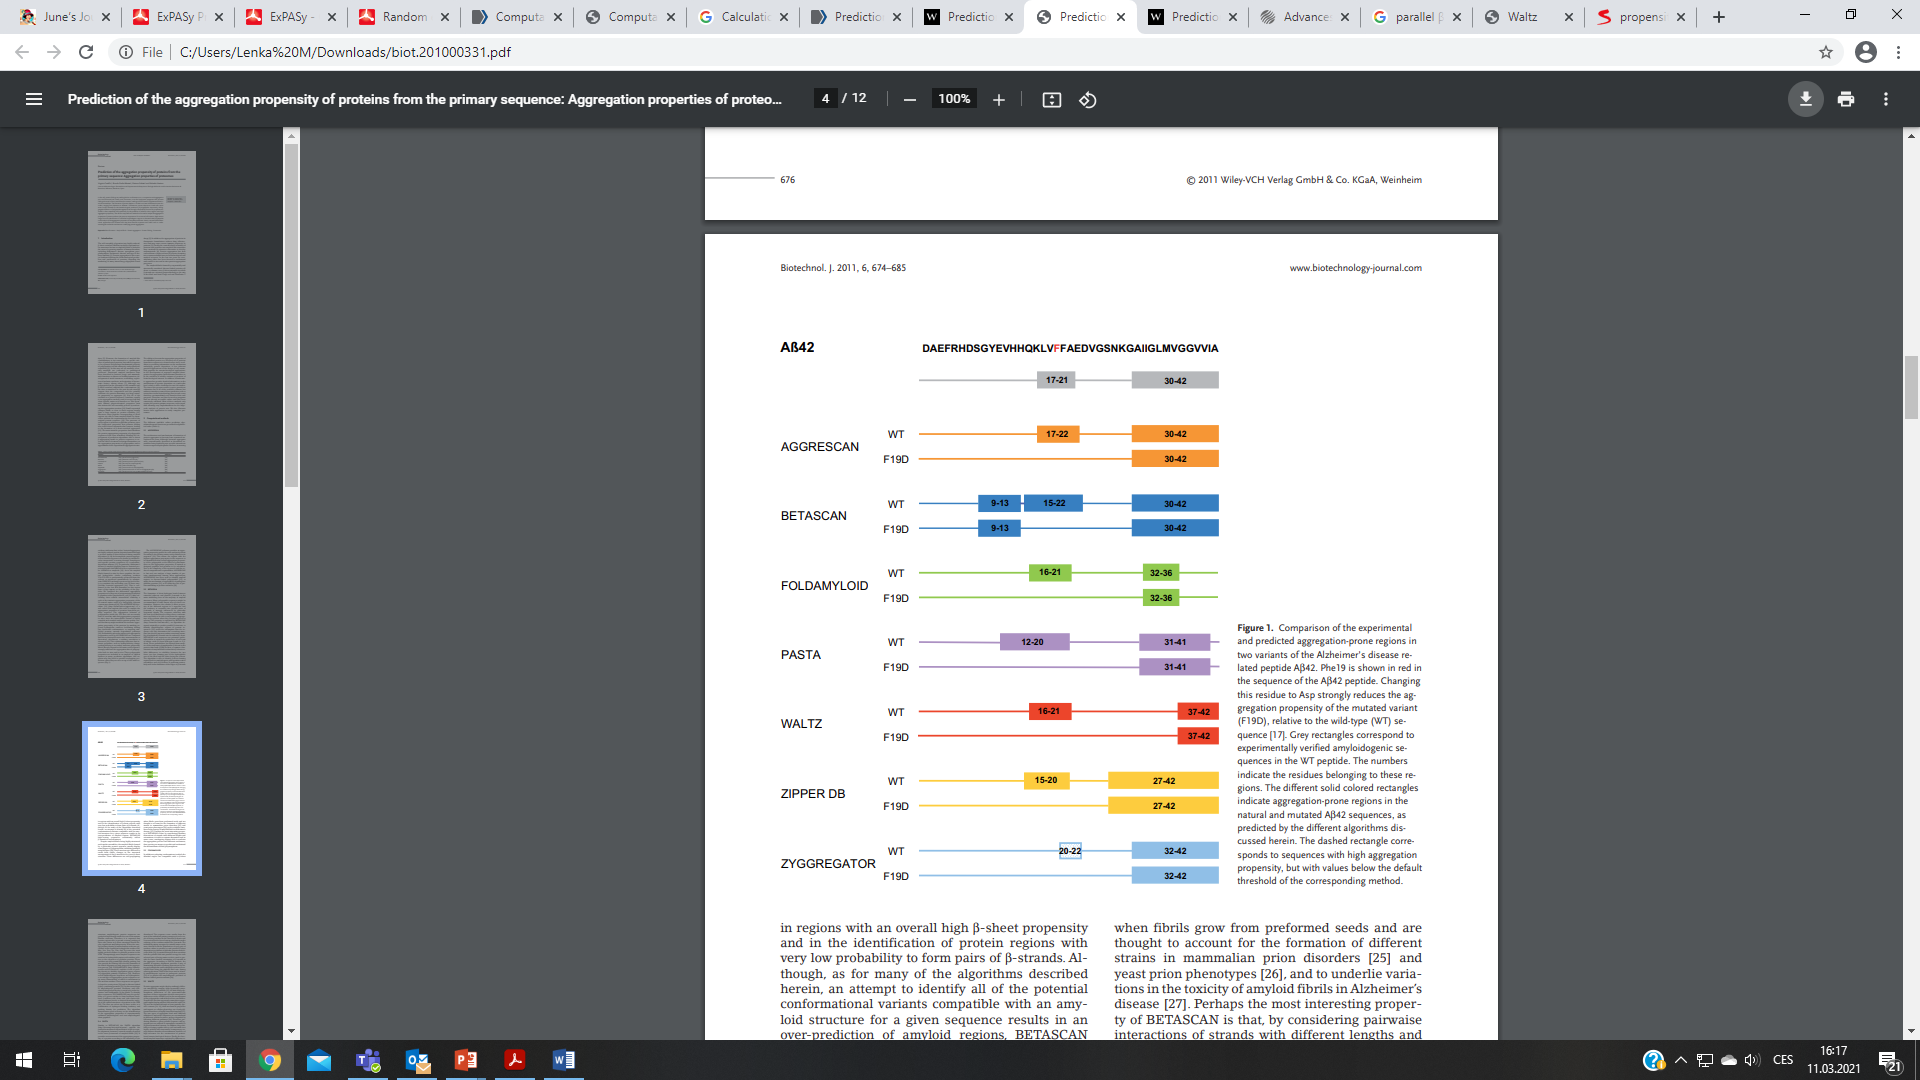 June's Jo
ExPASy P
ExPASy -
Random
Computa
Computa
Calculati
Prediction
Predictio
Predictio
Predictio
Advance
parallel β
Waltz
propensi
File
C:/Users/Lenka%20M/Downloads/biot.201000331.pdf
Prediction of the aggregation propensity of proteins from the primary sequence: Aggregation properties of proteo...
4 / 12
100%
1
2
3
4
676
© 2011 Wiley-VCH Verlag GmbH & Co. KGaA, Weinheim
Biotechnol. J. 2011, 6, 674–685
www.biotechnology-journal.com
Aß42
DAEFRHDSGYEVHHQKLVFFAEDVGSNKGAIIGLMVGGVVIA
17-21 30-42
AGGRESCAN
WT 17-22 30-42
F19D 30-42
BETASCAN
WT 9-13 15-22 30-42
F19D 9-13 30-42
FOLDAMYLOID
WT 16-21 32-36
F19D 32-36
PASTA
WT 12-20 31-41
F19D 31-41
WALTZ
WT 16-21 37-42
F19D 37-42
ZIPPER DB
WT 15-20 27-42
F19D 27-42
ZYGGREGATOR
WT 20-22 32-42
F19D 32-42
Figure 1. Comparison of the experimental
and predicted aggregation-prone regions in
two variants of the Alzheimer's disease re-
lated peptide Aβ42. Phe19 is shown in red in
the sequence of the Aβ42 peptide. Changing
this residue to Asp strongly reduces the ag-
gregation propensity of the mutated variant
(F19D), relative to the wild-type (WT) se-
quence [17]. Grey rectangles correspond to
experimentally verified amyloidogenic se-
quences in the WT peptide. The numbers
indicate the residues belonging to these re-
gions. The different solid colored rectangles
indicate aggregation-prone regions in the
natural and mutated Aβ42 sequences, as
predicted by the different algorithms dis-
cussed herein. The dashed rectangle corre-
sponds to sequences with high aggregation
propensity, but with values below the default
threshold of the corresponding method.
in regions with an overall high β-sheet propensity
and in the identification of protein regions with
very low probability to form pairs of β-strands. Al-
though, as for many of the algorithms described
herein, an attempt to identify all of the potential
conformational variants compatible with an amy-
loid structure for a given sequence results in an
over-prediction of amyloid regions, BETASCAN
when fibrils grow from preformed seeds and are
thought to account for the formation of different
strains in mammalian prion disorders [25] and
yeast prion phenotypes [26], and to underlie varia-
tions in the toxicity of amyloid fibrils in Alzheimer's
disease [27]. Perhaps the most interesting proper-
ty of BETASCAN is that, by considering pairwise
interactions of strands with different lengths and
CES
16:17
11.03.2021
21